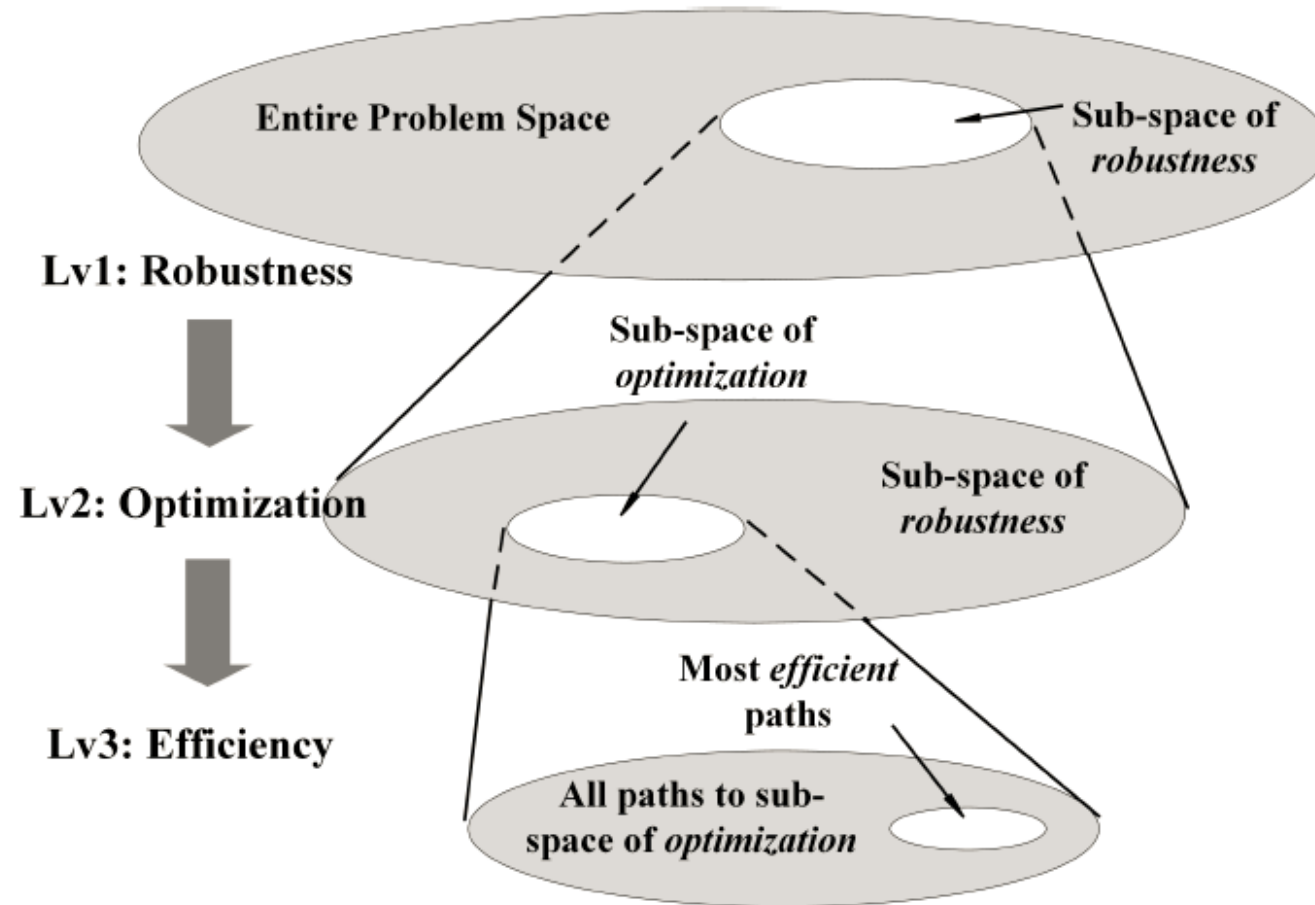 Entire Problem Space
Sub-space of
robustness
Lv1: Robustness
Sub-space of
optimization
Lv2: Optimization
Sub-space of
robustness
Most efficient
paths
Lv3: Efficiency
All paths to sub-
space of optimization